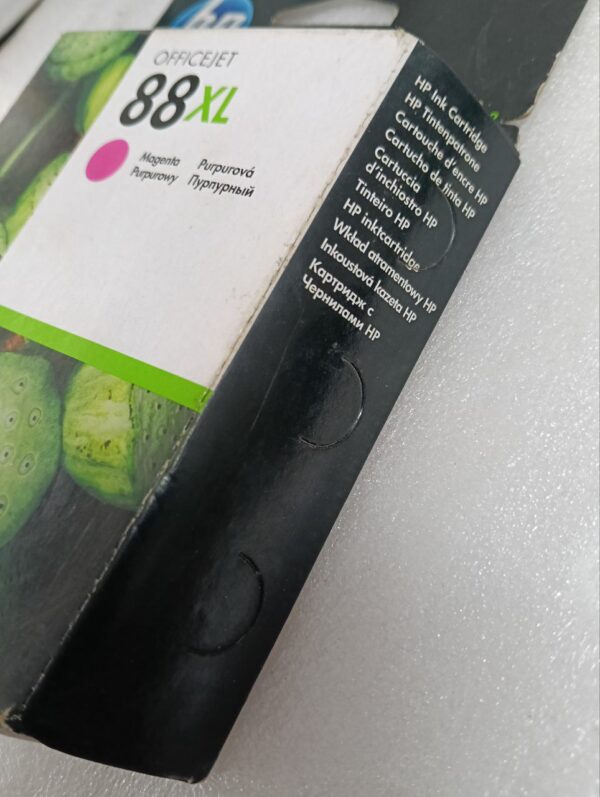 hp
OFFICEJET
88XL
Magenta Purpurová
Purpurowy Пурпурный
HP Ink Cartridge
HP Tintenpatrone
Cartouche d'encre HP
Cartucho de tinta HP
Cartuccia
d'inchiostro HP
Tinteiro HP
HP inktcartridge
Wkład atramentowy HP
Inkoustová kazeta HP
Картридж с
Чернилами HP